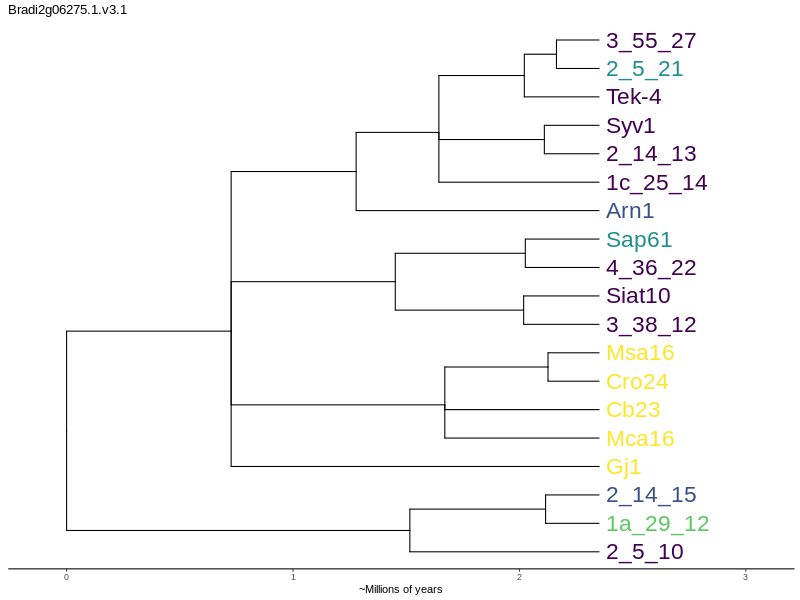 Bradi2g06275.1.v3.1
3_55_27
2_5_21
Tek-4
Syv1
2_14_13
1c_25_14
Arn1
Sap61
4_36_22
Siat10
3_38_12
Msa16
Cro24
Cb23
Mca16
Gj1
2_14_15
1a_29_12
2_5_10
0 1 2 3
~Millions of years